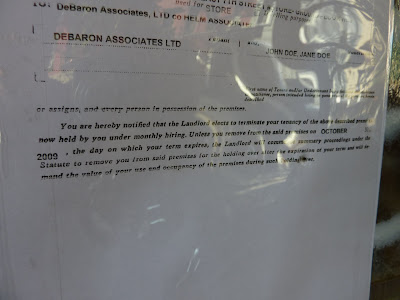 used for STORE
TO: DeBaron Associates, LTD co HELM ASSOCIATE
DEBARON ASSOCIATES LTD
JOHN DOE, JANE DOE
or assigns, and every person in possession of the premises.
You are hereby notified that the Landlord elects to terminate your tenancy of the above described
now held by you under monthly hiring. Unless you remove from the said premises on OCTOBER
2009 , the day on which your term expires, the Landlord will summary proceedings under the
Statute to remove you from said premises for the holding over after the expiration of your term and will
mand the value of your use and occupancy of the premises during such holding